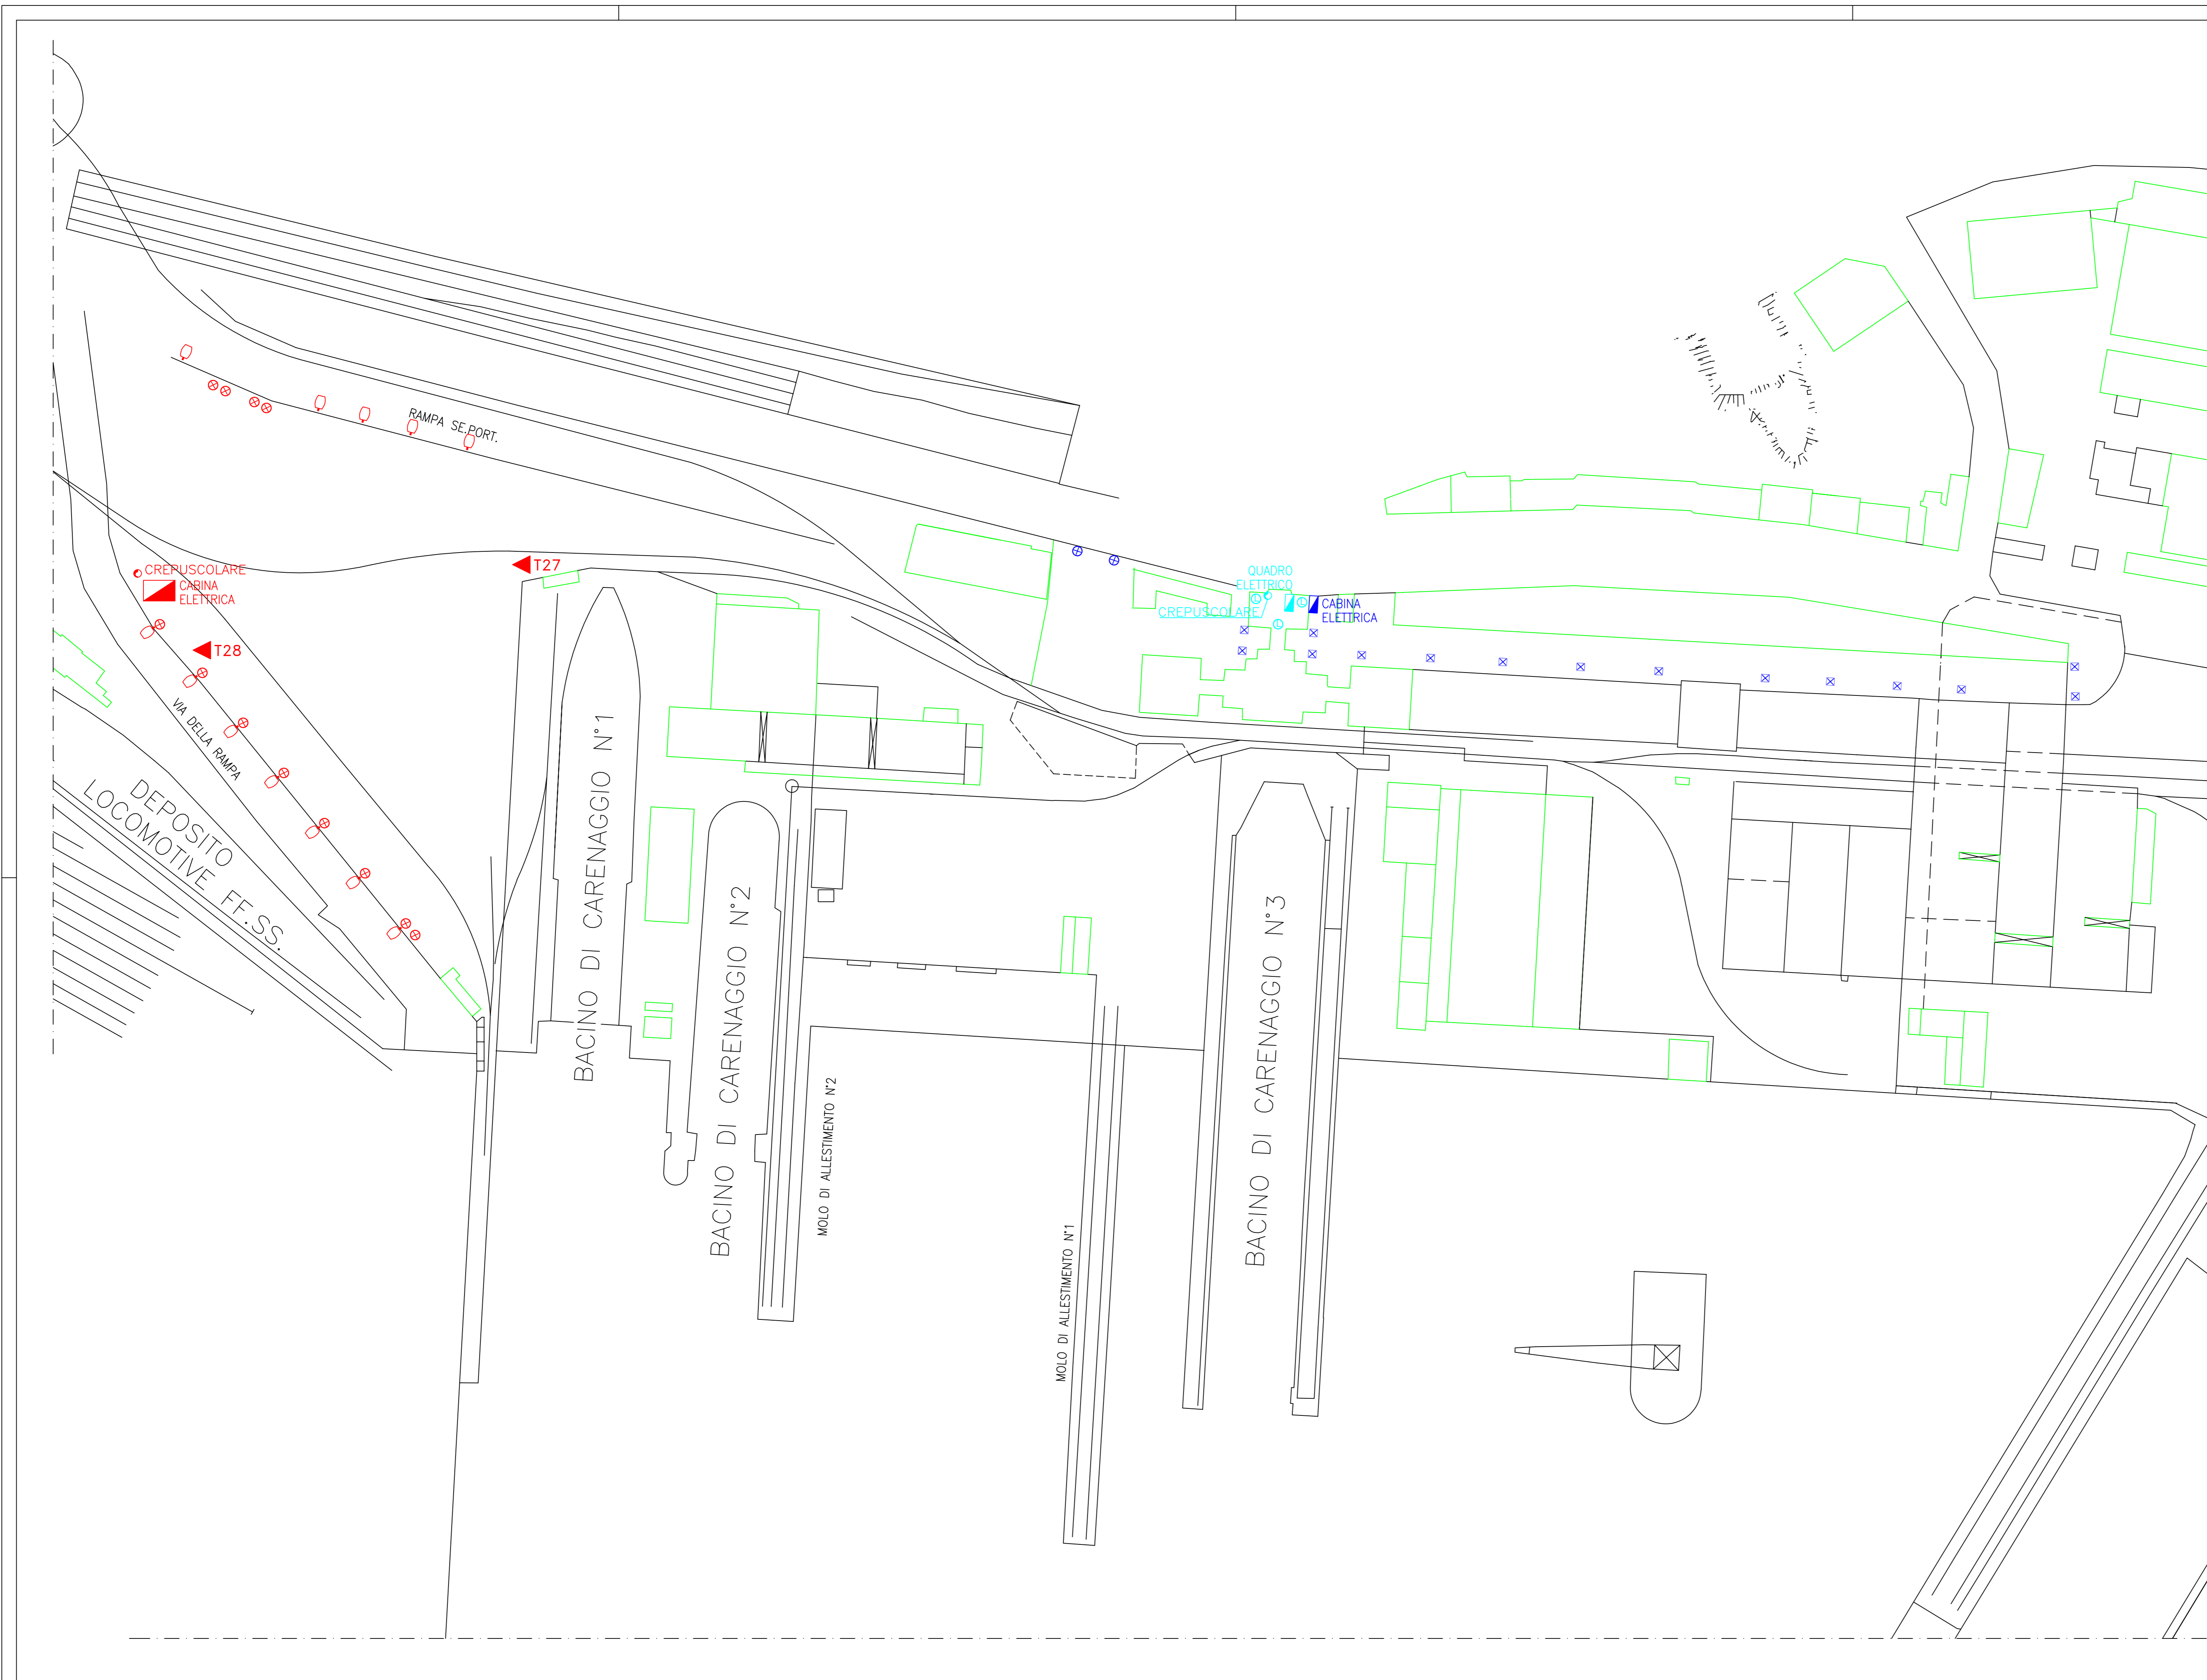 RAMPA SE.PORT.
CREPUSCOLARE
CABINA
ELETTRICA
T27
T28
QUADRO
ELETTRICO
CREPUSCOLARE
CABINA
ELETTRICA
VIA DELLA RAMPA
DEPOSITO
LOCOMOTIVE FF.SS.
BACINO DI CARENAGGIO N°1
BACINO DI CARENAGGIO N°2
MOLO DI ALLESTIMENTO N°2
MOLO DI ALLESTIMENTO N°1
BACINO DI CARENAGGIO N°3